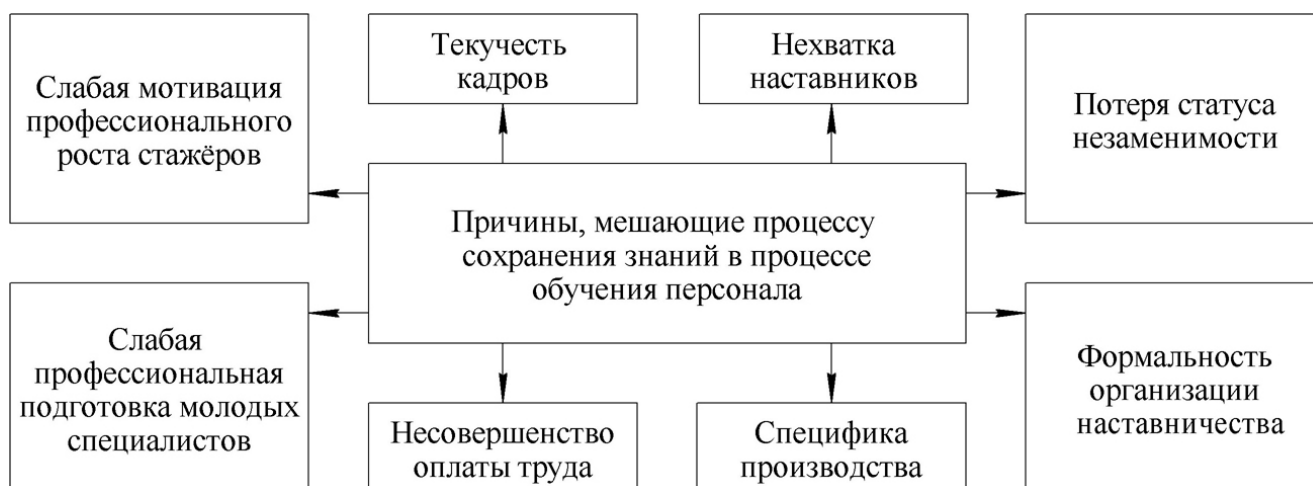 Слабая мотивация
профессионального
роста стажёров
Текучесть
кадров
Нехватка
наставников
Потеря статуса
незаменимости
Причины, мешающие процессу
сохранения знаний в процессе
обучения персонала
Слабая
профессиональная
подготовка молодых
специалистов
Несовершенство
оплаты труда
Специфика
производства
Формальность
организации
наставничества